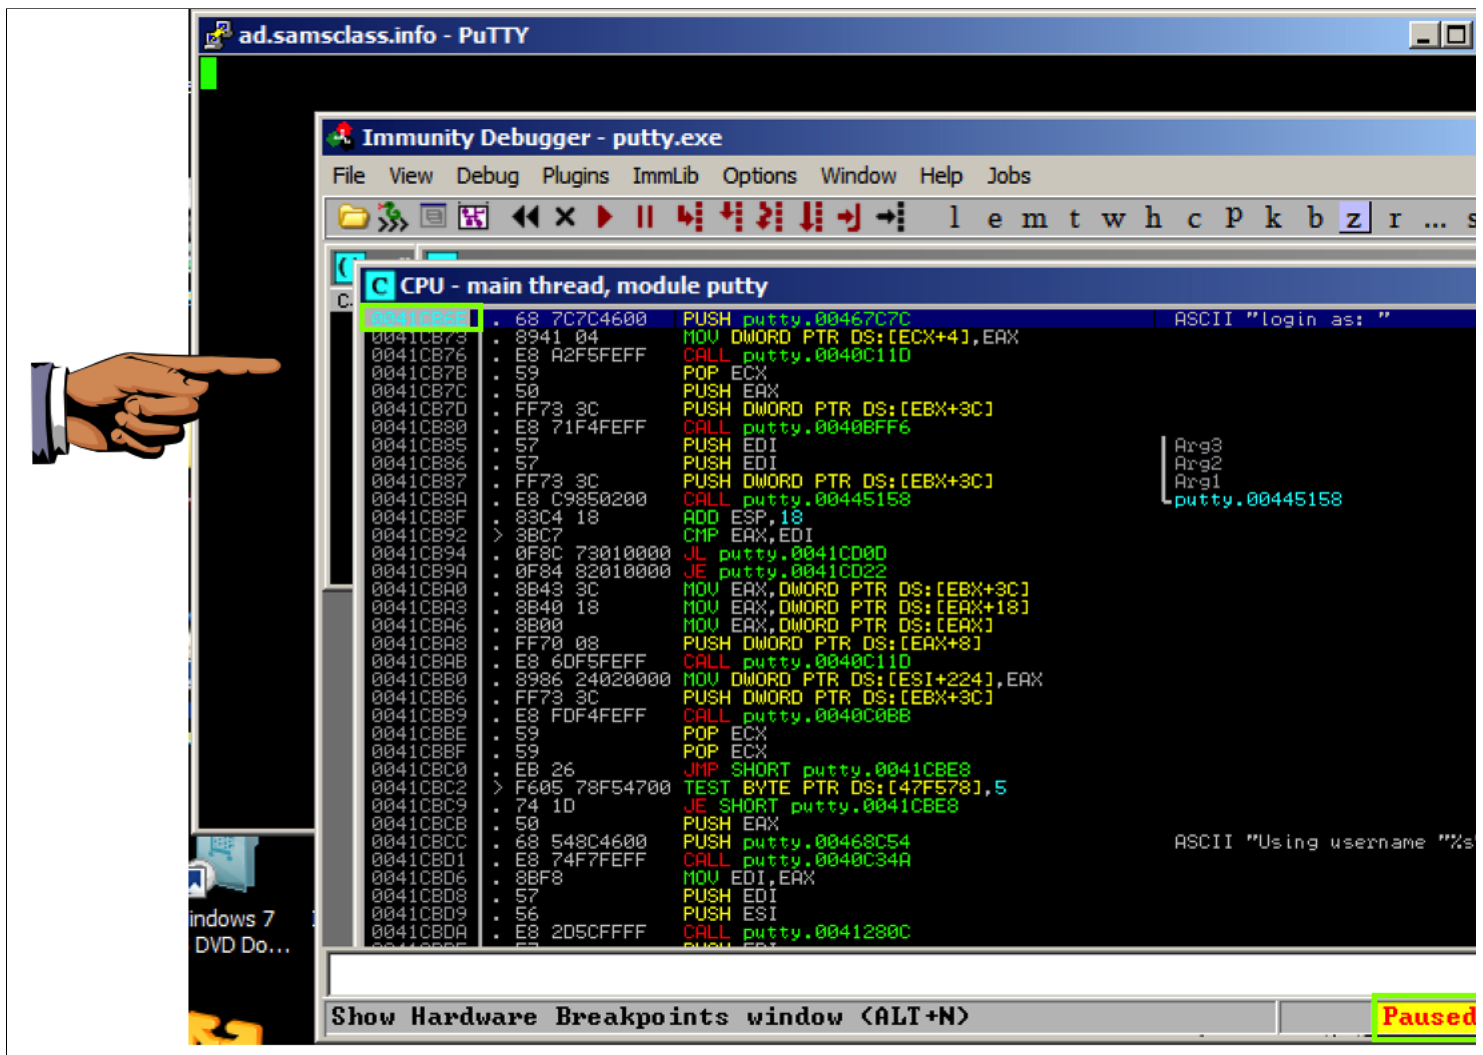 ad.samsclass.info - PuTTY
Immunity Debugger - putty.exe
File View Debug Plugins ImmLib Options Window Help Jobs
l e m t w h c P k b z r ... s
C CPU - main thread, module putty
0041CB6E . 68 7C7C4600 PUSH putty.00467C7C ASCII "login as: "
0041CB73 . 8941 04 MOV DWORD PTR DS:[ECX+4],EAX
0041CB76 . E8 A2F5FEFF CALL putty.0040C11D
0041CB7B . 59 POP ECX
0041CB7C . 50 PUSH EAX
0041CB7D . FF73 3C PUSH DWORD PTR DS:[EBX+3C]
0041CB80 . E8 71F4FEFF CALL putty.0040BFF6
0041CB85 . 57 PUSH EDI Arg3
0041CB86 . 57 PUSH EDI Arg2
0041CB87 . FF73 3C PUSH DWORD PTR DS:[EBX+3C] Arg1
0041CB8A . E8 C9850200 CALL putty.00445158 putty.00445158
0041CB8F . 83C4 18 ADD ESP,18
0041CB92 > 3BC7 CMP EAX,EDI
0041CB94 . 0F8C 73010000 JL putty.0041CD0D
0041CB9A . 0F84 82010000 JE putty.0041CD22
0041CBA0 . 8B43 3C MOV EAX,DWORD PTR DS:[EBX+3C]
0041CBA3 . 8B40 18 MOV EAX,DWORD PTR DS:[EAX+18]
0041CBA6 . 8B00 MOV EAX,DWORD PTR DS:[EAX]
0041CBA8 . FF70 08 PUSH DWORD PTR DS:[EAX+8]
0041CBAB . E8 6DF5FEFF CALL putty.0040C11D
0041CBB0 . 8986 24020000 MOV DWORD PTR DS:[ESI+224],EAX
0041CBB6 . FF73 3C PUSH DWORD PTR DS:[EBX+3C]
0041CBB9 . E8 FDF4FEFF CALL putty.0040C0BB
0041CBBE . 59 POP ECX
0041CBBF . 59 POP ECX
0041CBC0 . EB 26 JMP SHORT putty.0041CBE8
0041CBC2 > F605 78F54700 TEST BYTE PTR DS:[47F578],5
0041CBC9 . 74 1D JE SHORT putty.0041CBE8
0041CBCB . 50 PUSH EAX
0041CBCC . 68 548C4600 PUSH putty.00468C54 ASCII "Using username "%s
0041CBD1 . E8 74F7FEFF CALL putty.0040C34A
0041CBD6 . 8BF8 MOV EDI,EAX
0041CBD8 . 57 PUSH EDI
0041CBD9 . 56 PUSH ESI
0041CBDA . E8 2D5CFFFF CALL putty.0041280C
indows 7
DVD Do...
Show Hardware Breakpoints window (ALT+N)
Paused